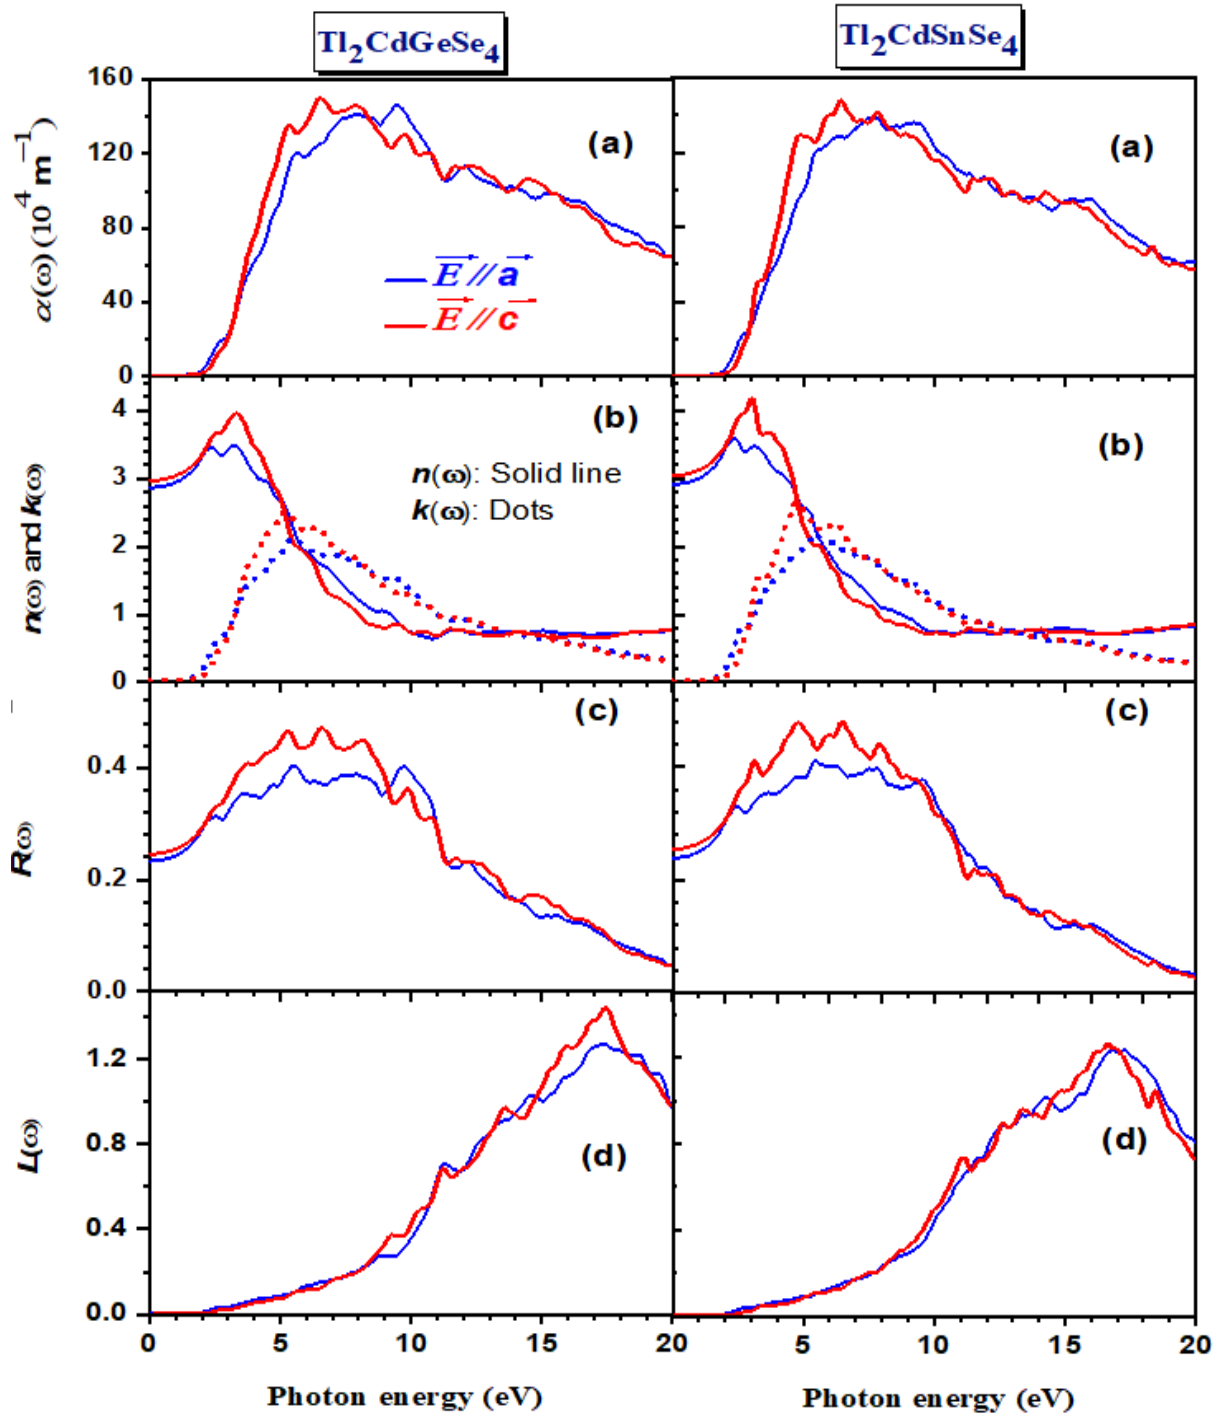 Tl₂CdGeSe₄ Tl₂CdSnSe₄
160
120
80
40
0
α(ω) (10⁴ m⁻¹)
(a) (a)
E // a
E // c
4
3
2
1
0
n(ω) and k(ω)
(b) (b)
n(ω): Solid line
k(ω): Dots
0.4
0.2
0.0
R(ω)
(c) (c)
1.2
0.8
0.4
0.0
L(ω)
(d) (d)
0 5 10 15 20 5 10 15 20
Photon energy (eV) Photon energy (eV)